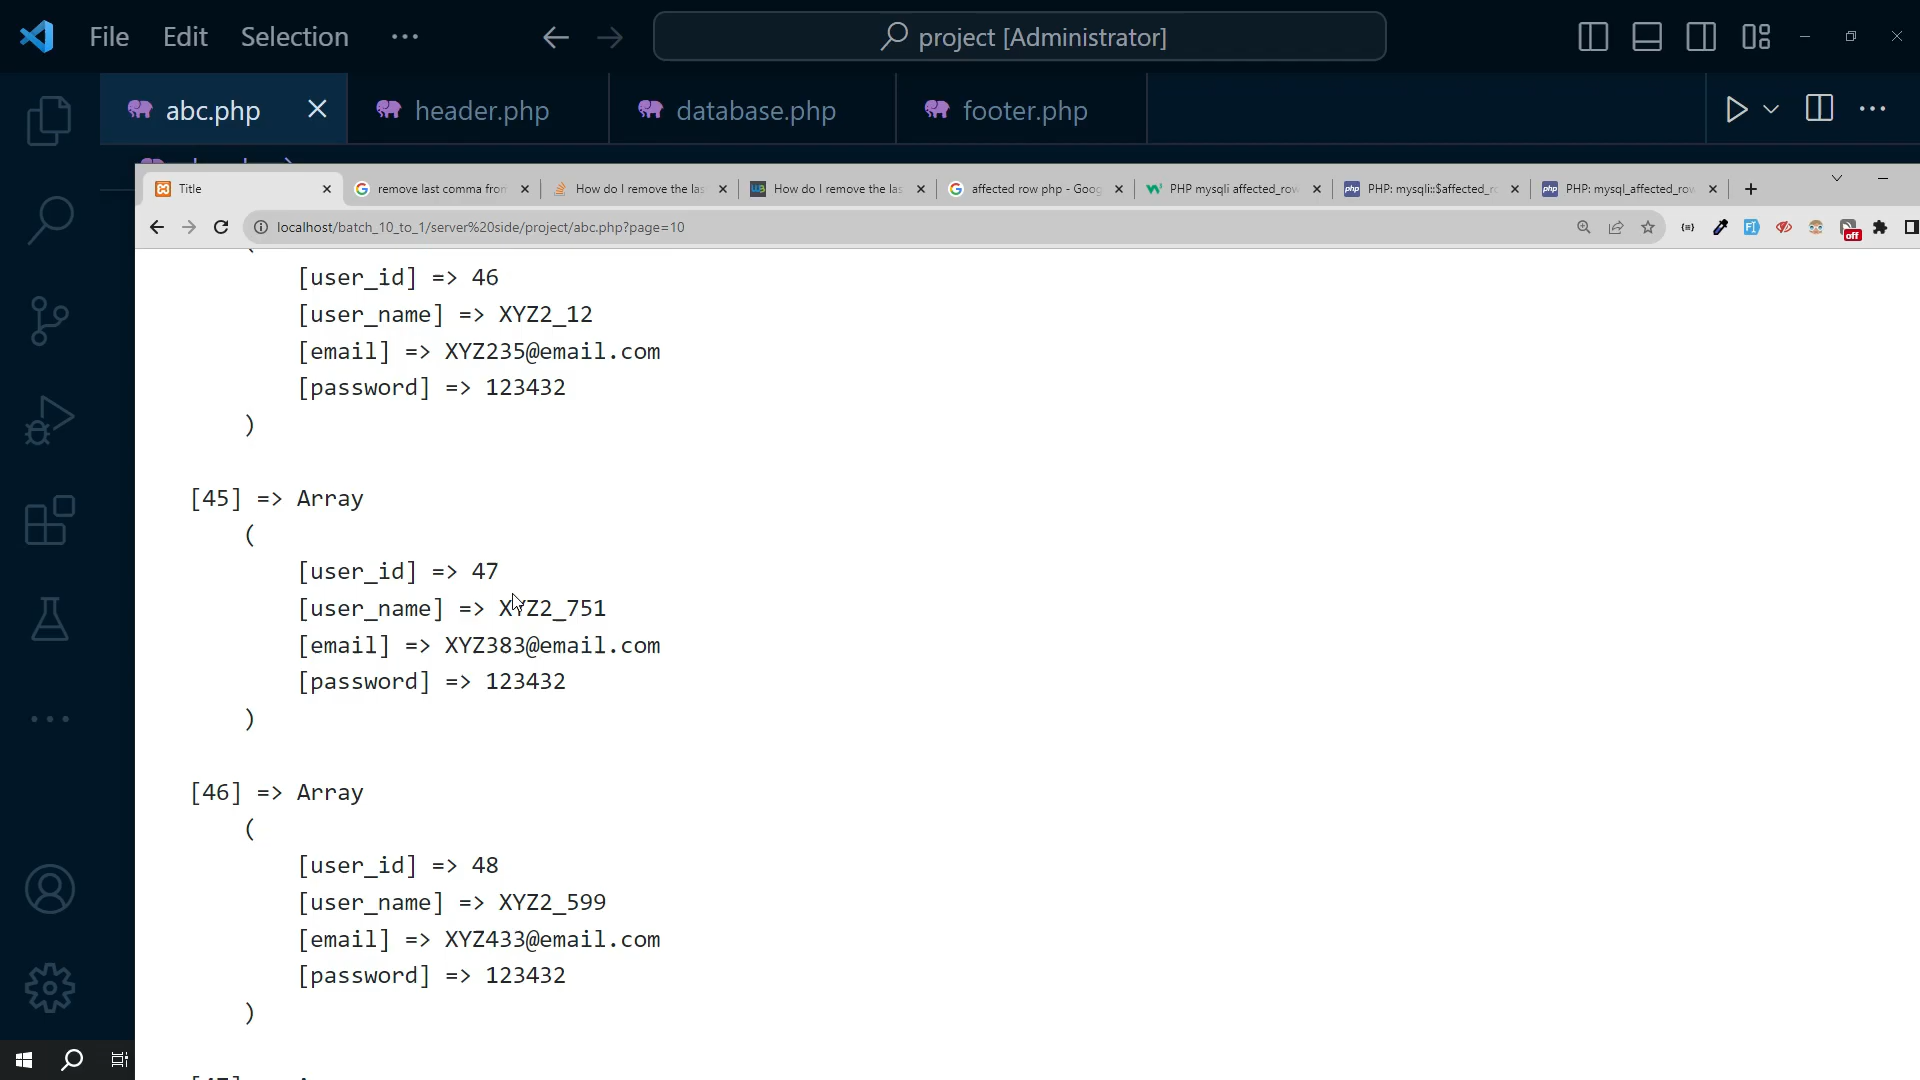 File Edit Selection ··· project [Administrator]
abc.php header.php database.php footer.php
Title remove last comma from How do I remove the las How do I remove the las affected row php - Goog PHP mysqli affected_row PHP: mysqli::$affected_ro PHP: mysql_affected_row
localhost/batch_10_to_1/server%20side/project/abc.php?page=10
off
(
[user_id] => 46
[user_name] => XYZ2_12
[email] => XYZ235@email.com
[password] => 123432
)
[45] => Array
(
[user_id] => 47
[user_name] => XYZ2_751
[email] => XYZ383@email.com
[password] => 123432
)
[46] => Array
(
[user_id] => 48
[user_name] => XYZ2_599
[email] => XYZ433@email.com
[password] => 123432
)